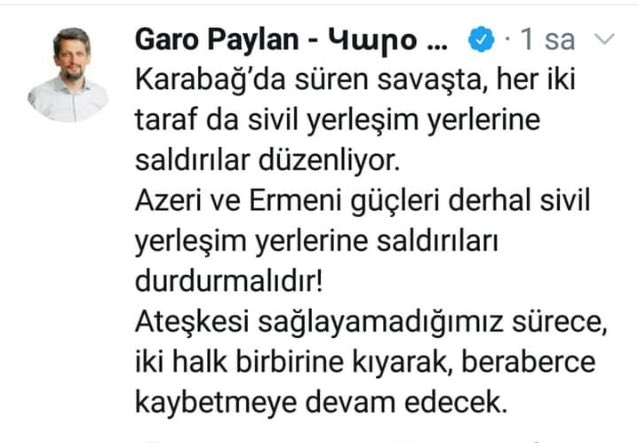 Garo Paylan - Կարո ... · 1 sa
Karabağ’da süren savaşta, her iki
taraf da sivil yerleşim yerlerine
saldırılar düzenliyor.
Azeri ve Ermeni güçleri derhal sivil
yerleşim yerlerine saldırıları
durdurmalıdır!
Ateşkesi sağlayamadığımız sürece,
iki halk birbirine kıyarak, beraberce
kaybetmeye devam edecek.